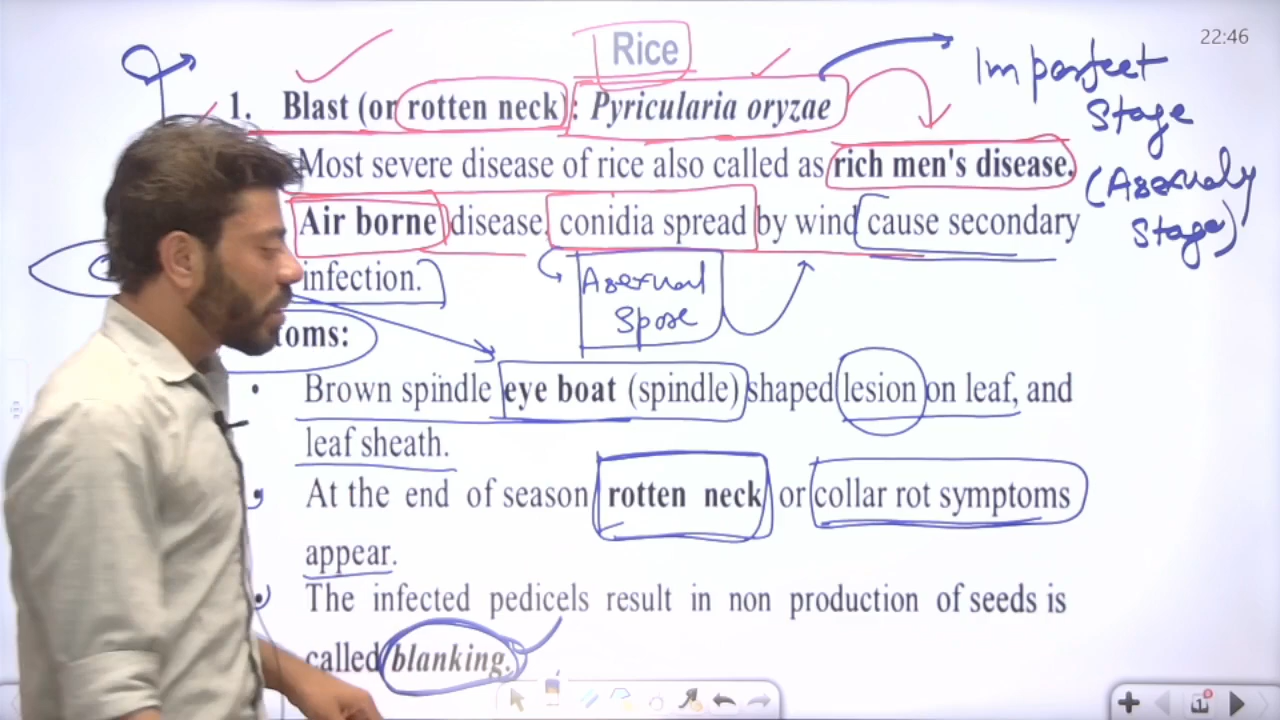 22:46
Rice
1. Blast (or rotten neck) : Pyricularia oryzae
Imperfect
Stage
(Asexualy
Stage)
Most severe disease of rice also called as rich men's disease.
Air borne disease, conidia spread by wind cause secondary
infection.
Asexual
Spore
toms:
• Brown spindle eye boat (spindle) shaped lesion on leaf, and
leaf sheath.
• At the end of season rotten neck or collar rot symptoms
appear.
• The infected pedicels result in non production of seeds is
called blanking.
1